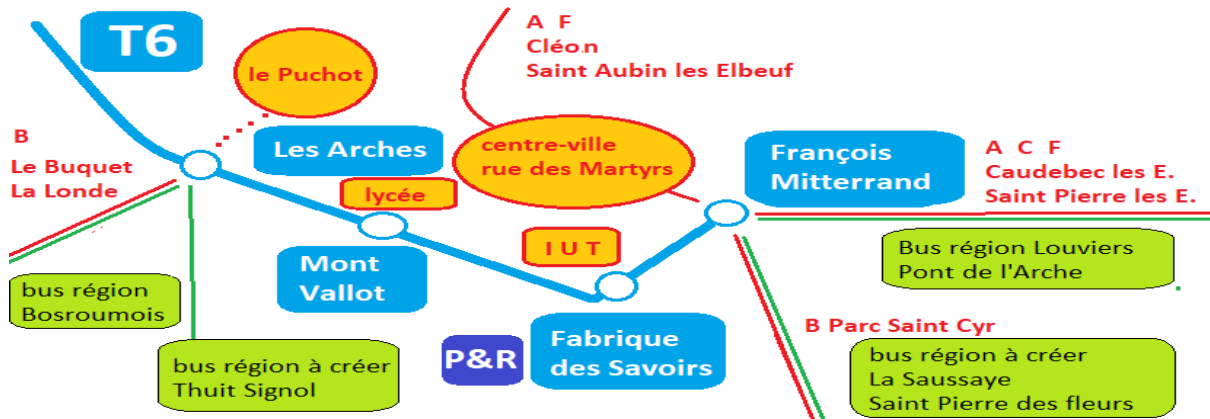 T6
le Puchot
A F
Cléon
Saint Aubin les Elbeuf
B
Le Buquet
La Londe
Les Arches
lycée
centre-ville
rue des Martyrs
François
Mitterrand
A C F
Caudebec les E.
Saint Pierre les E.
Mont
Vallot
I U T
Bus région Louviers
Pont de l'Arche
bus région
Bosroumois
P&R
Fabrique
des Savoirs
B Parc Saint Cyr
bus région à créer
Thuit Signol
bus région à créer
La Saussaye
Saint Pierre des fleurs